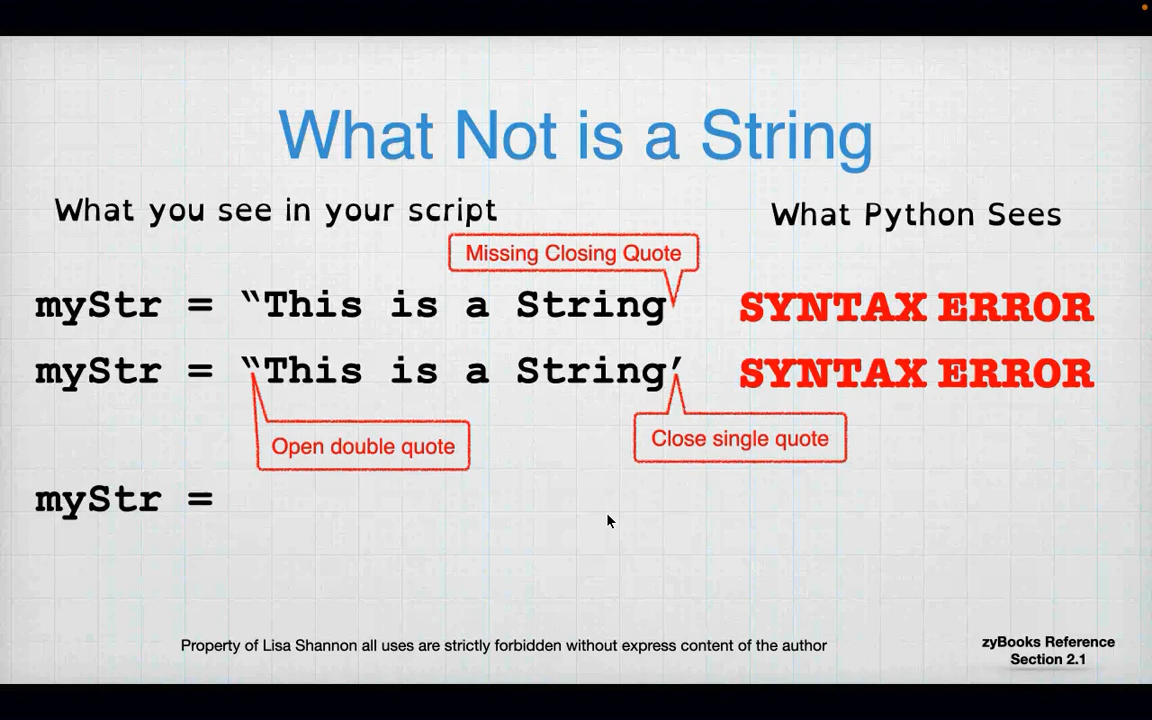 What Not is a String
What you see in your script
What Python Sees
Missing Closing Quote
myStr = “This is a String
SYNTAX ERROR
myStr = “This is a String’
SYNTAX ERROR
Open double quote
Close single quote
myStr =
Property of Lisa Shannon all uses are strictly forbidden without express content of the author
zyBooks Reference
Section 2.1